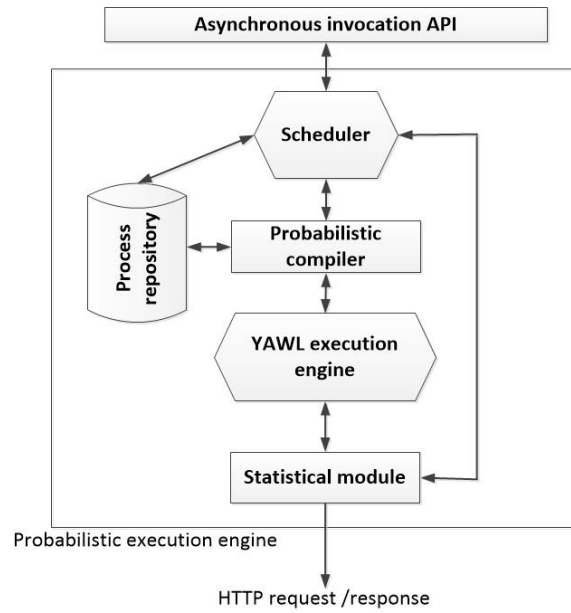 Asynchronous invocation API
Scheduler
Process
repository
Probabilistic
compiler
YAWL execution
engine
Statistical module
Probabilistic execution engine
HTTP request /response